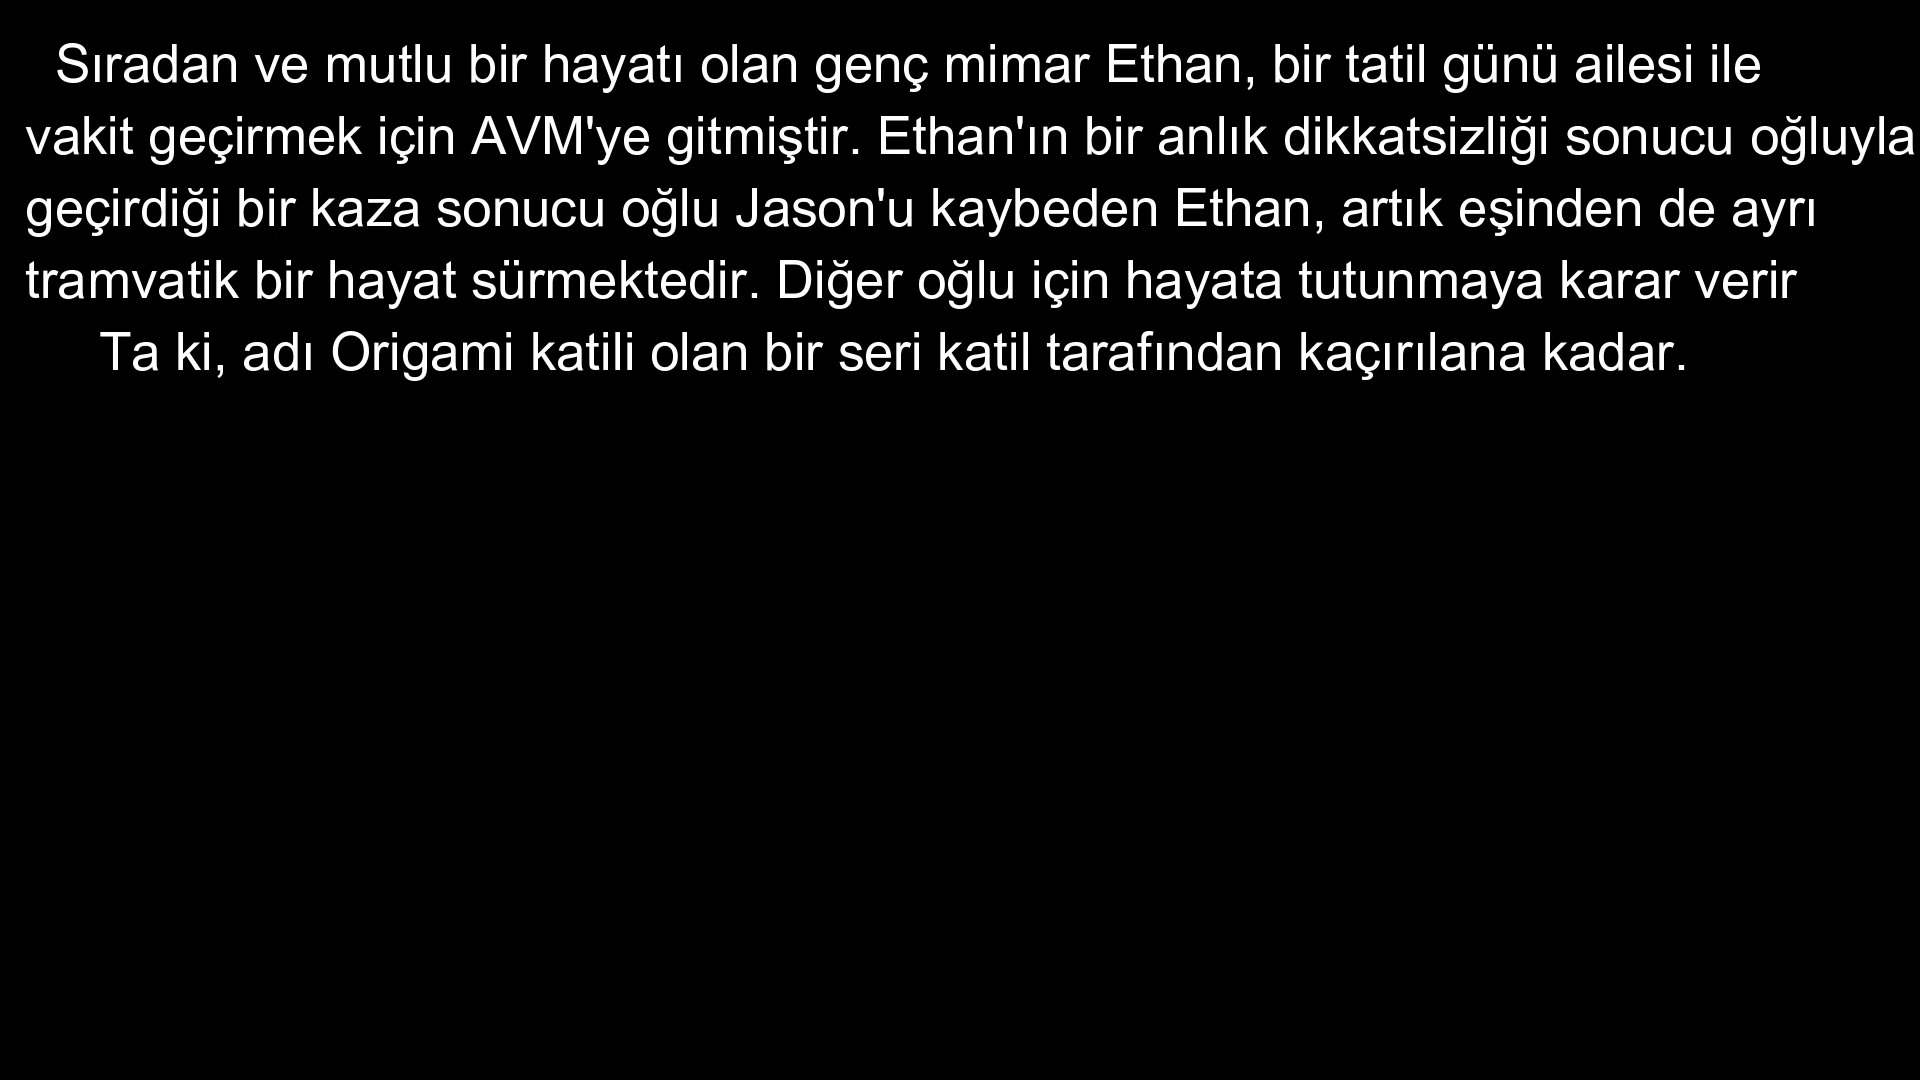 Sıradan ve mutlu bir hayatı olan genç mimar Ethan, bir tatil günü ailesi ile
vakit geçirmek için AVM'ye gitmiştir. Ethan'ın bir anlık dikkatsizliği sonucu oğluyla
geçirdiği bir kaza sonucu oğlu Jason'u kaybeden Ethan, artık eşinden de ayrı
tramvatik bir hayat sürmektedir. Diğer oğlu için hayata tutunmaya karar verir
Ta ki, adı Origami katili olan bir seri katil tarafından kaçırılana kadar.